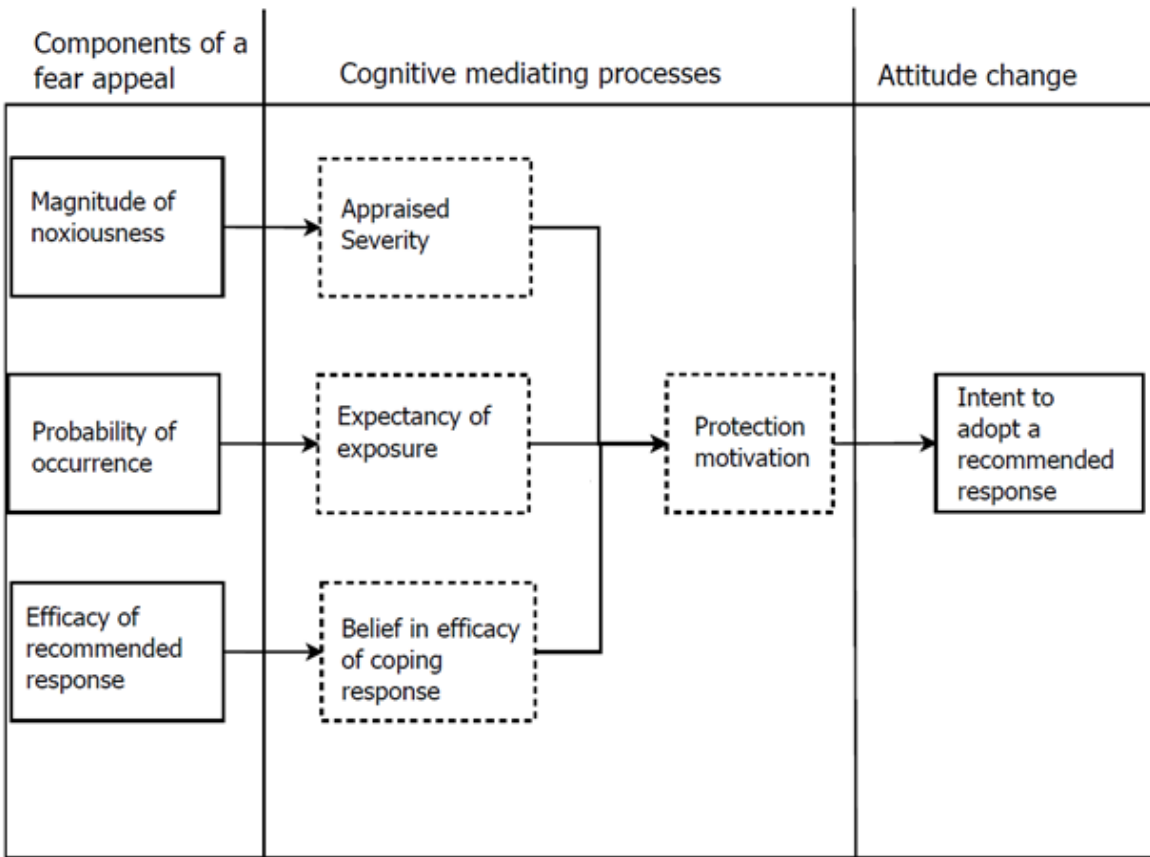 Components of a
fear appeal
Cognitive mediating processes
Attitude change
Magnitude of
noxiousness
Appraised
Severity
Probability of
occurrence
Expectancy of
exposure
Protection
motivation
Intent to
adopt a
recommended
response
Efficacy of
recommended
response
Belief in efficacy
of coping
response